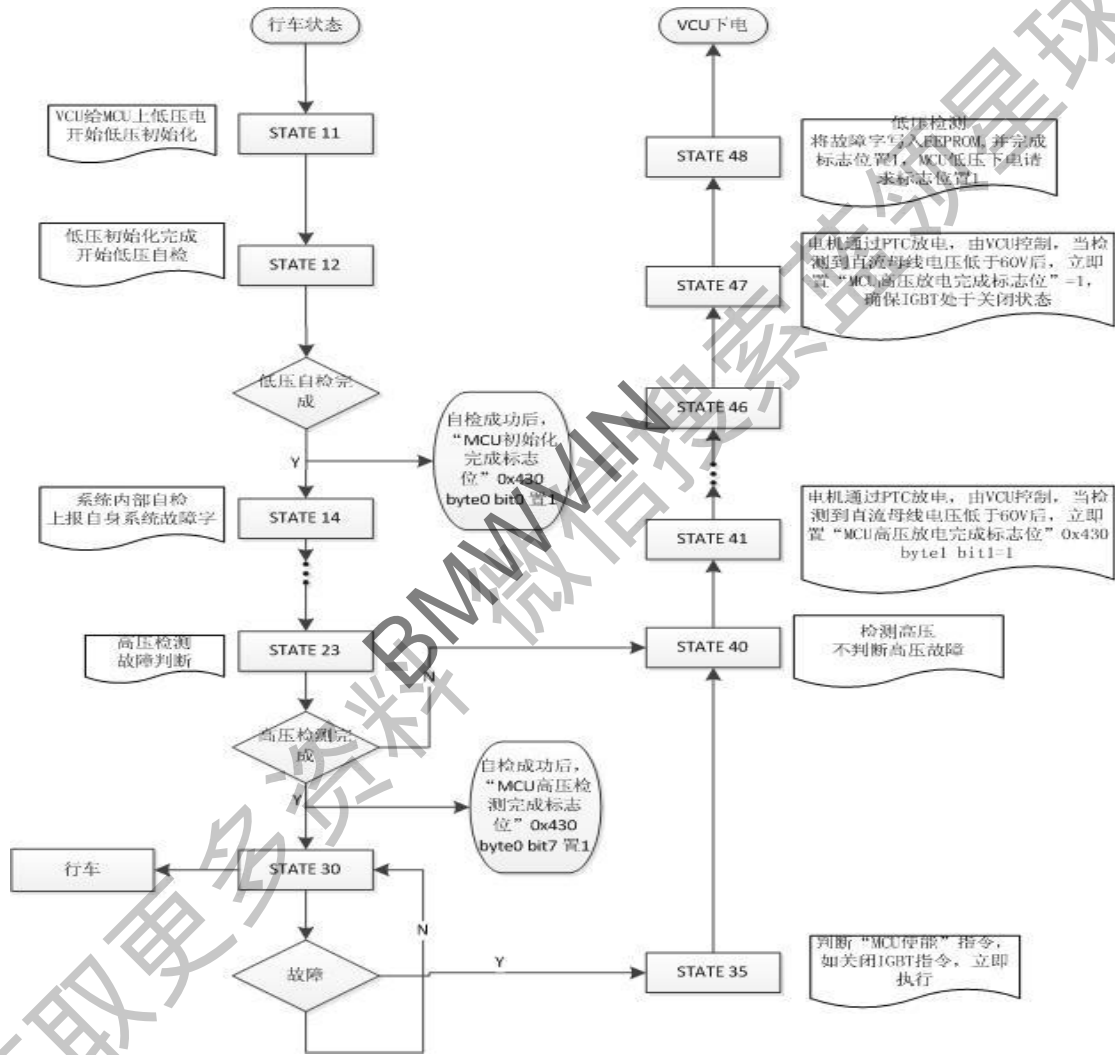 行车状态
VCU给MCU上低压电
开始低压初始化
STATE 11
低压初始化完成
开始低压自检
STATE 12
低压自检完
成
Y
自检成功后，
“MCU初始化
完成标志
位”0x430
byte0 bit0 置1
系统内部自检
上报自身系统故障字
STATE 14
高压检测
故障判断
STATE 23
N
高压检测完
成
Y
自检成功后，
“MCU高压检
测完成标志
位”0x430
byte0 bit7 置1
行车
STATE 30
N
故障
Y
VCU下电
STATE 48
低压检测
将故障字写入EEPROM,并完成
标志位置1，MCU低压下电请
求标志位置1
STATE 47
电机通过PTC放电，由VCU控制，当检
测到直流母线电压低于60V后，立即
置“MCU高压放电完成标志位”=1，
确保IGBT处于关闭状态
STATE 46
STATE 41
电机通过PTC放电，由VCU控制，当检
测到直流母线电压低于60V后，立即
置“MCU高压放电完成标志位”0x430
byte1 bit1=1
STATE 40
检测高压
不判断高压故障
STATE 35
判断“MCU使能”指令，
如关闭IGBT指令，立即
执行
BMWWIN
取更多资料 微信搜索蓝领星球